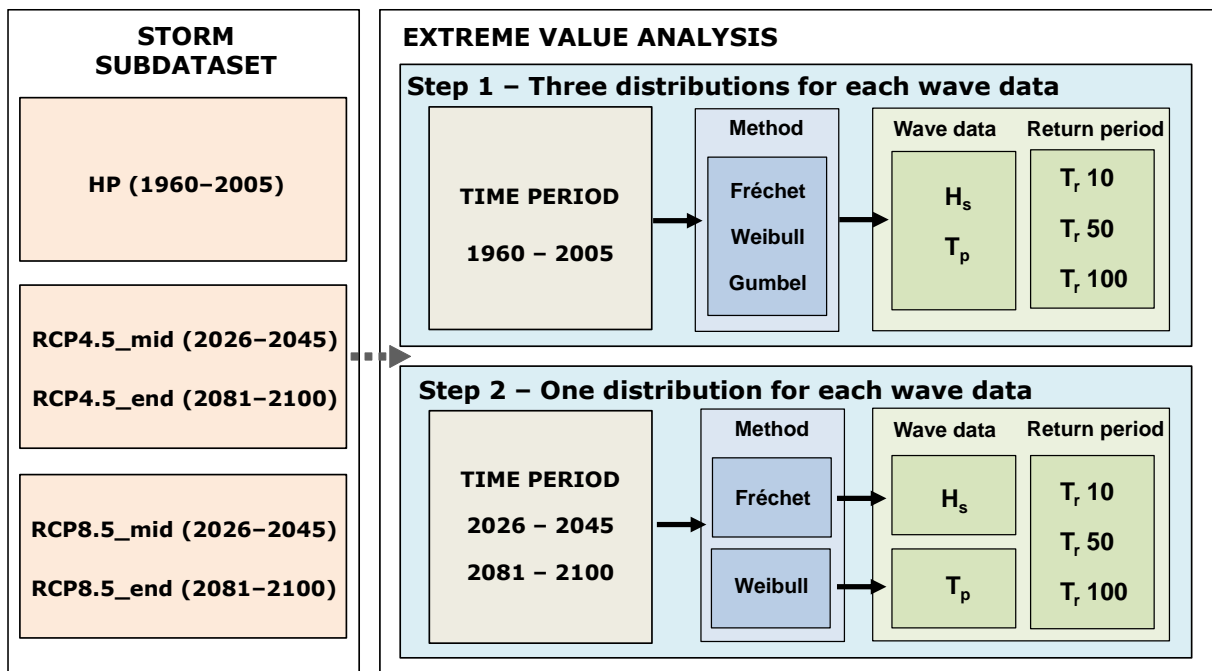 STORM
SUBDATASET
HP (1960–2005)
RCP4.5_mid (2026–2045)
RCP4.5_end (2081–2100)
RCP8.5_mid (2026–2045)
RCP8.5_end (2081–2100)
EXTREME VALUE ANALYSIS
Step 1 – Three distributions for each wave data
TIME PERIOD
1960 – 2005
Method
Fréchet
Weibull
Gumbel
Wave data
Hs
Tp
Return period
Tr 10
Tr 50
Tr 100
Step 2 – One distribution for each wave data
TIME PERIOD
2026 – 2045
2081 – 2100
Method
Fréchet
Weibull
Wave data
Hs
Tp
Return period
Tr 10
Tr 50
Tr 100